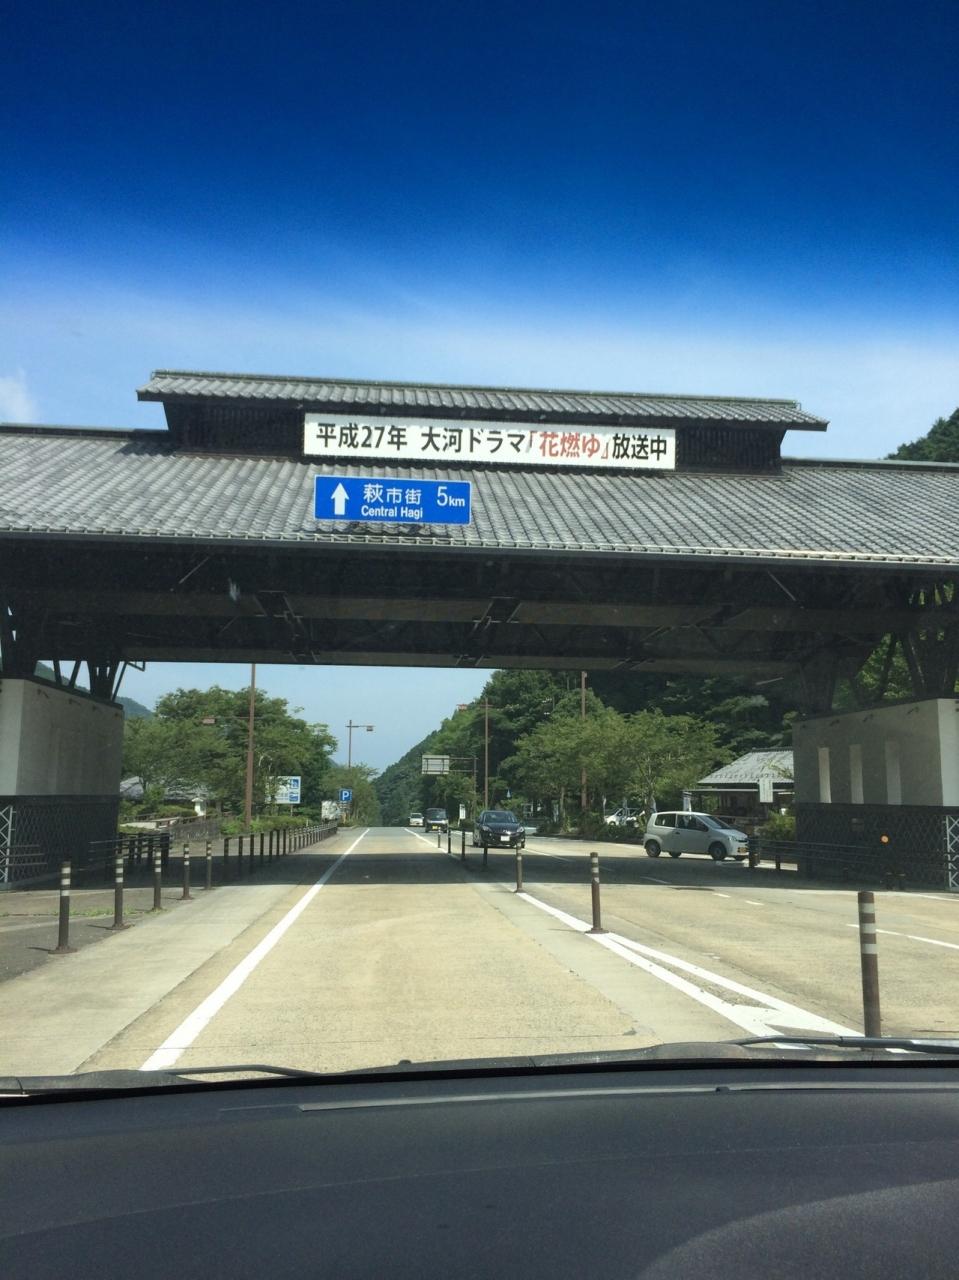 平成27年 大河ドラマ「花燃ゆ」放送中
萩市街 5km
Central Hagi
P